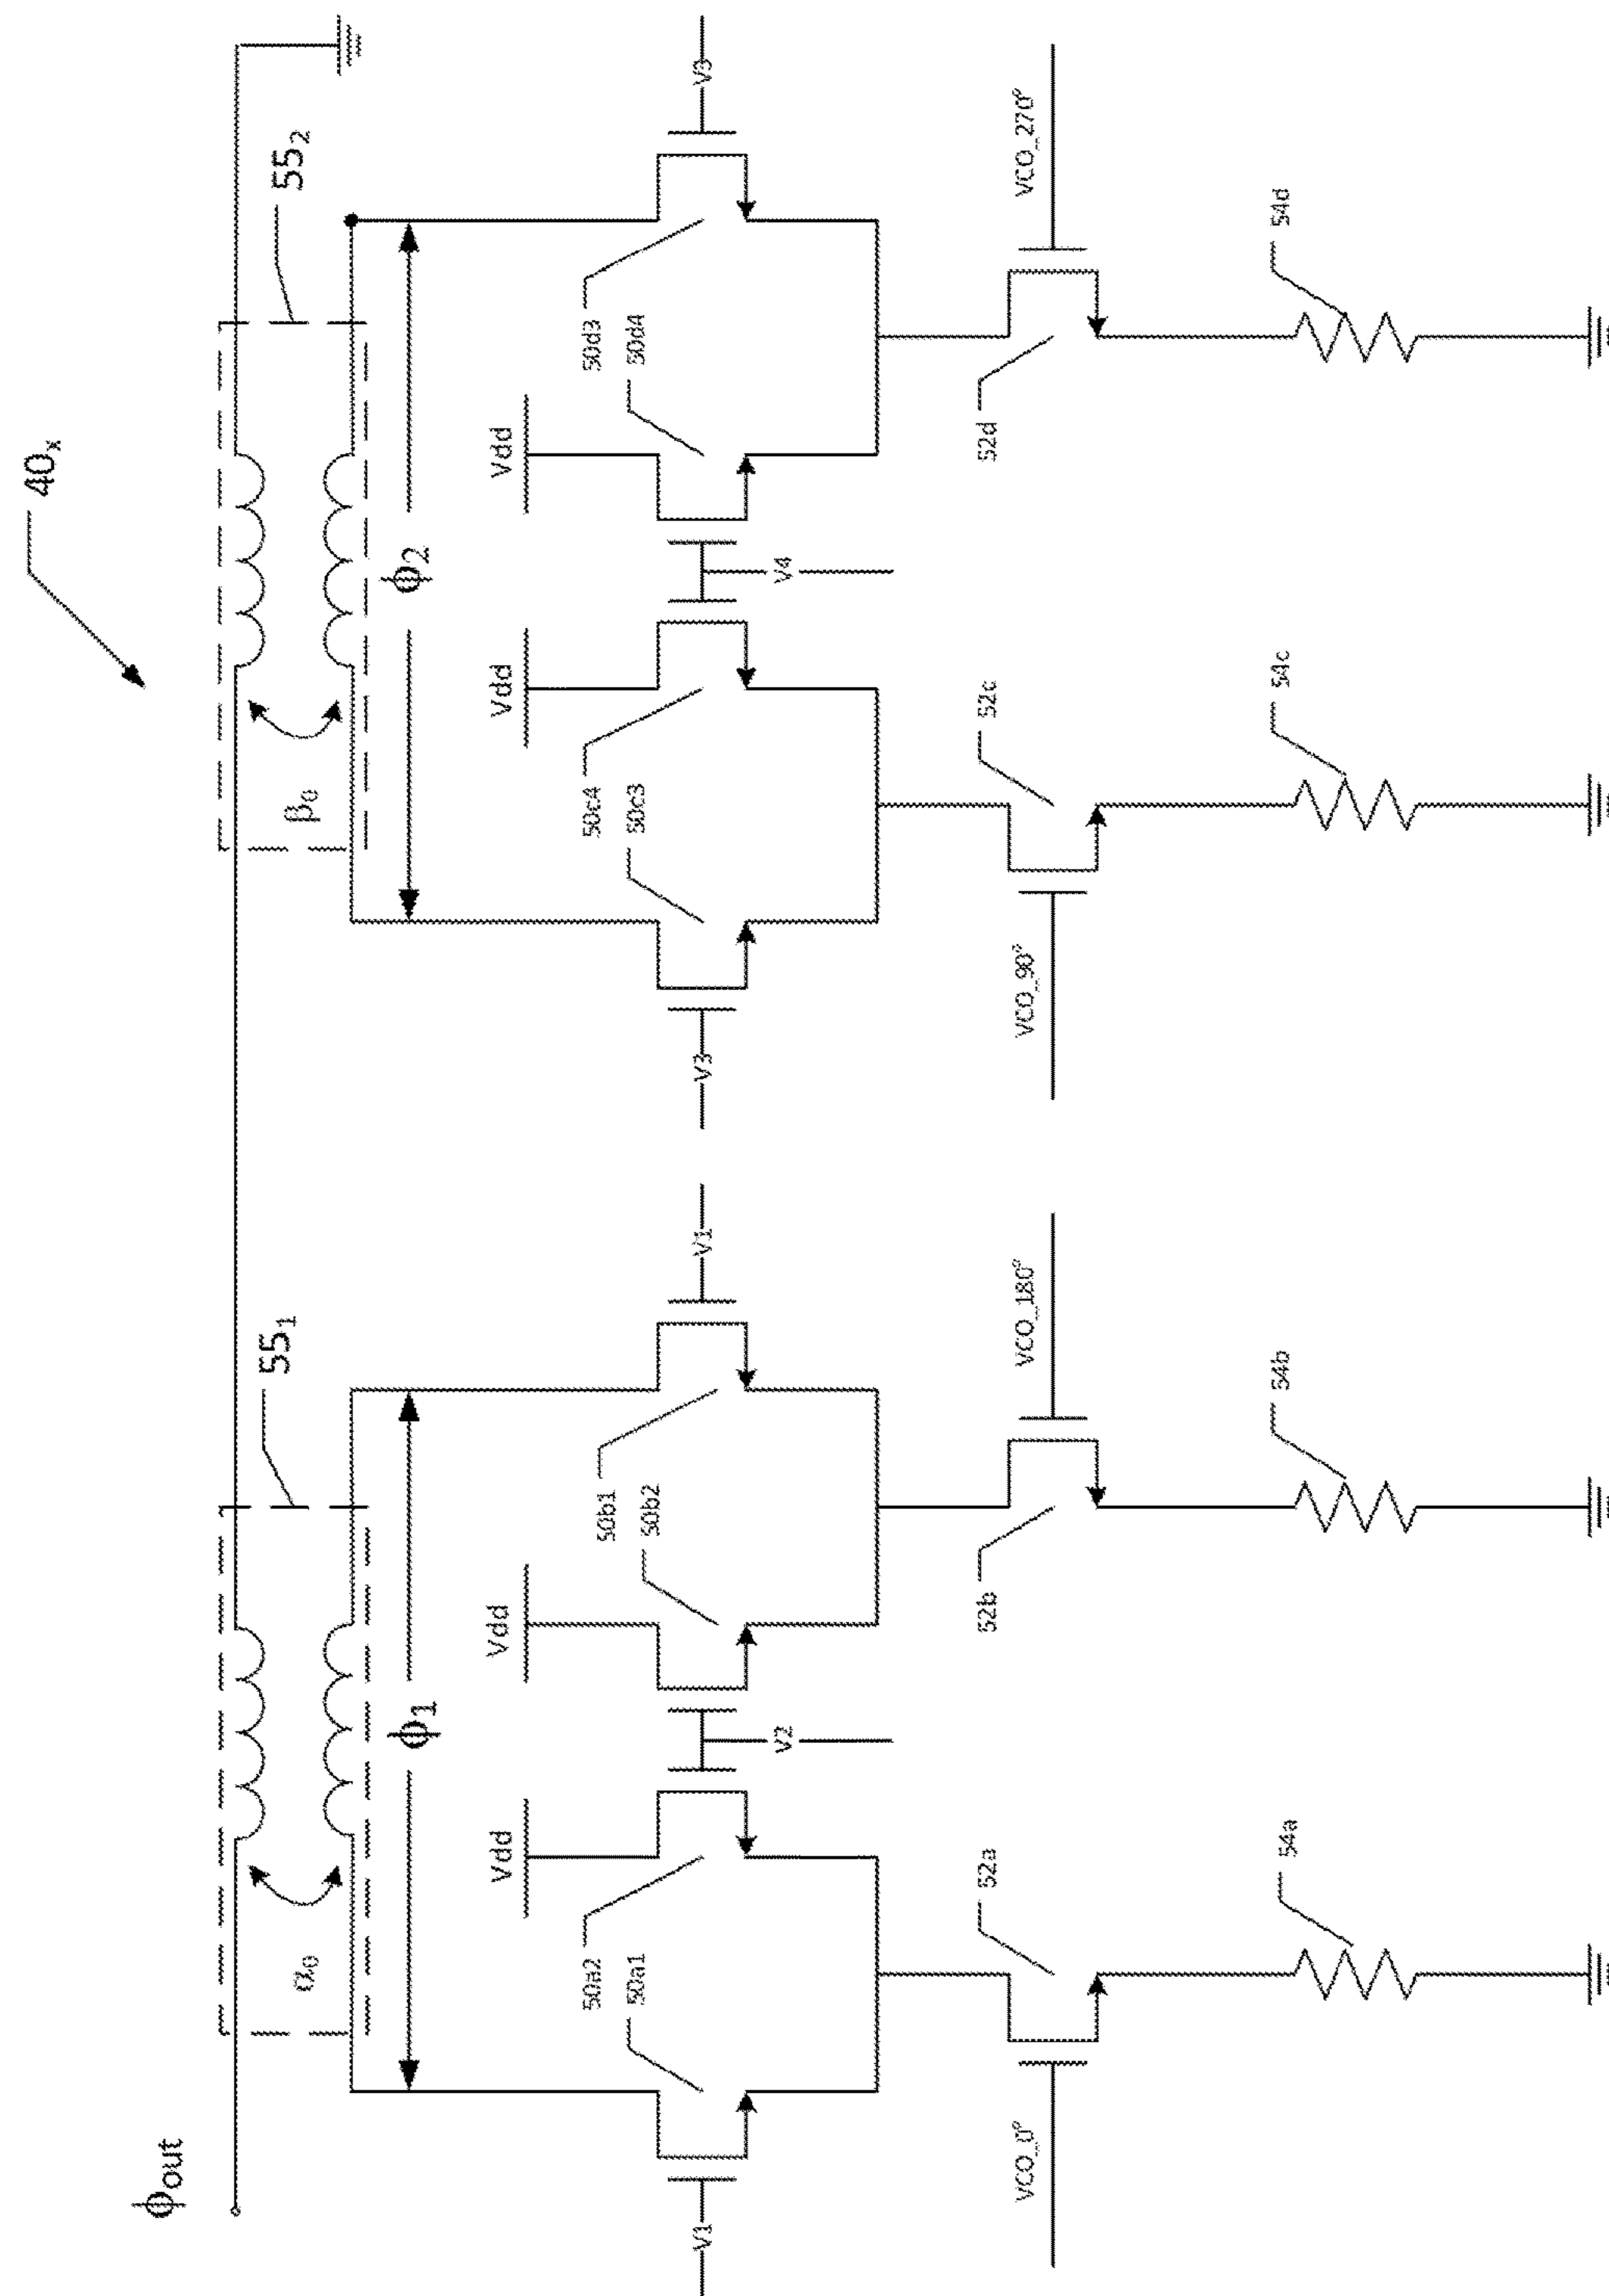 40ₓ
ϕout
55₁
55₂
α₀
β₀
ϕ₁
ϕ₂
Vdd
Vdd
Vdd
Vdd
50a2
50a1
50b1
50b2
50c4
50c3
50d3
50d4
V1
V2
V1
V3
V4
V3
52a
52b
52c
52d
VCO_0°
VCO_180°
VCO_90°
VCO_270°
54a
54b
54c
54d